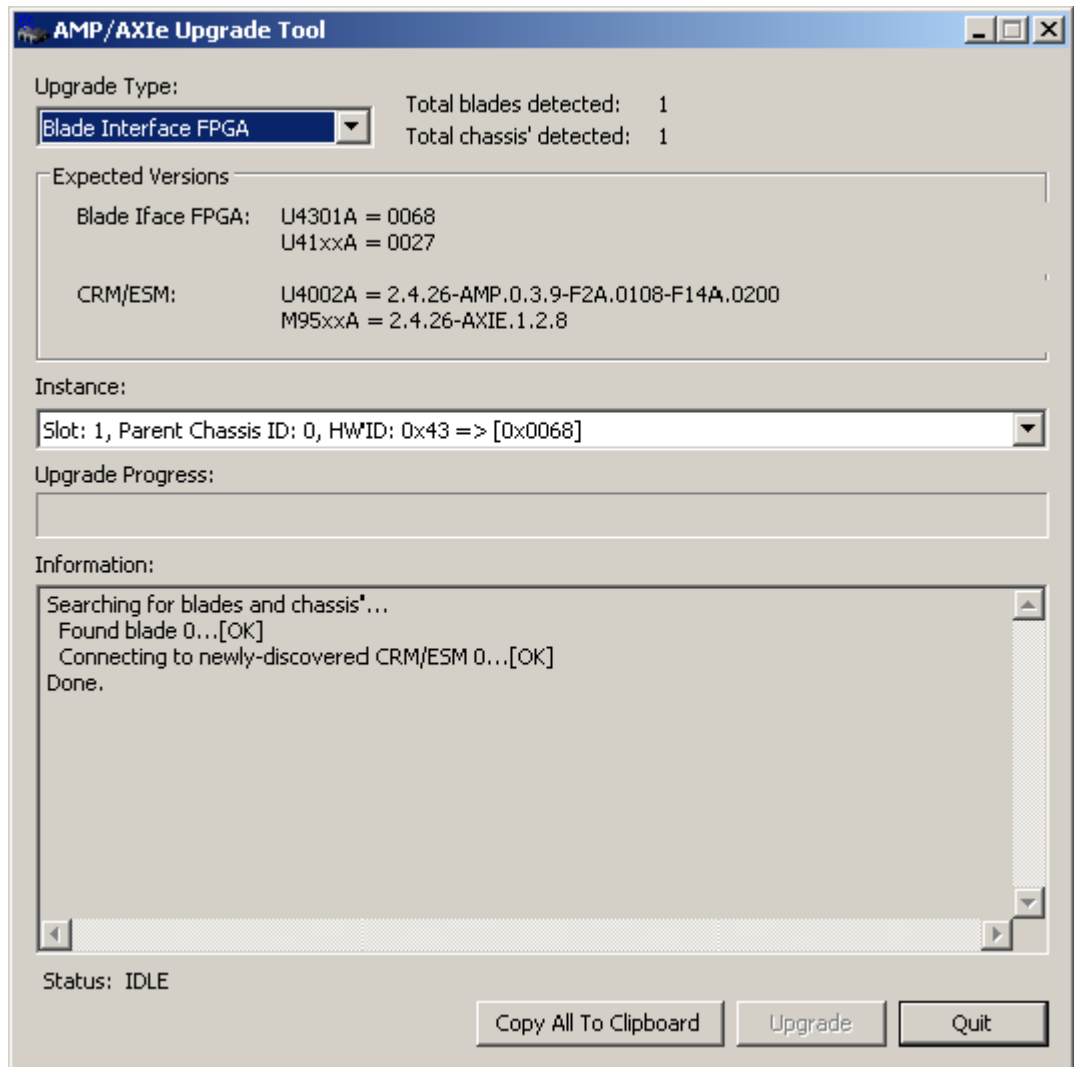 AMP/AXIe Upgrade Tool
Upgrade Type:
Blade Interface FPGA
Total blades detected: 1
Total chassis' detected: 1
Expected Versions
Blade Iface FPGA: U4301A = 0068
U41xxA = 0027
CRM/ESM: U4002A = 2.4.26-AMP.0.3.9-F2A.0108-F14A.0200
M95xxA = 2.4.26-AXIE.1.2.8
Instance:
Slot: 1, Parent Chassis ID: 0, HW ID: 0x43 => [0x0068]
Upgrade Progress:
Information:
Searching for blades and chassis'...
Found blade 0...[OK]
Connecting to newly-discovered CRM/ESM 0...[OK]
Done.
Status: IDLE
Copy All To Clipboard
Upgrade
Quit